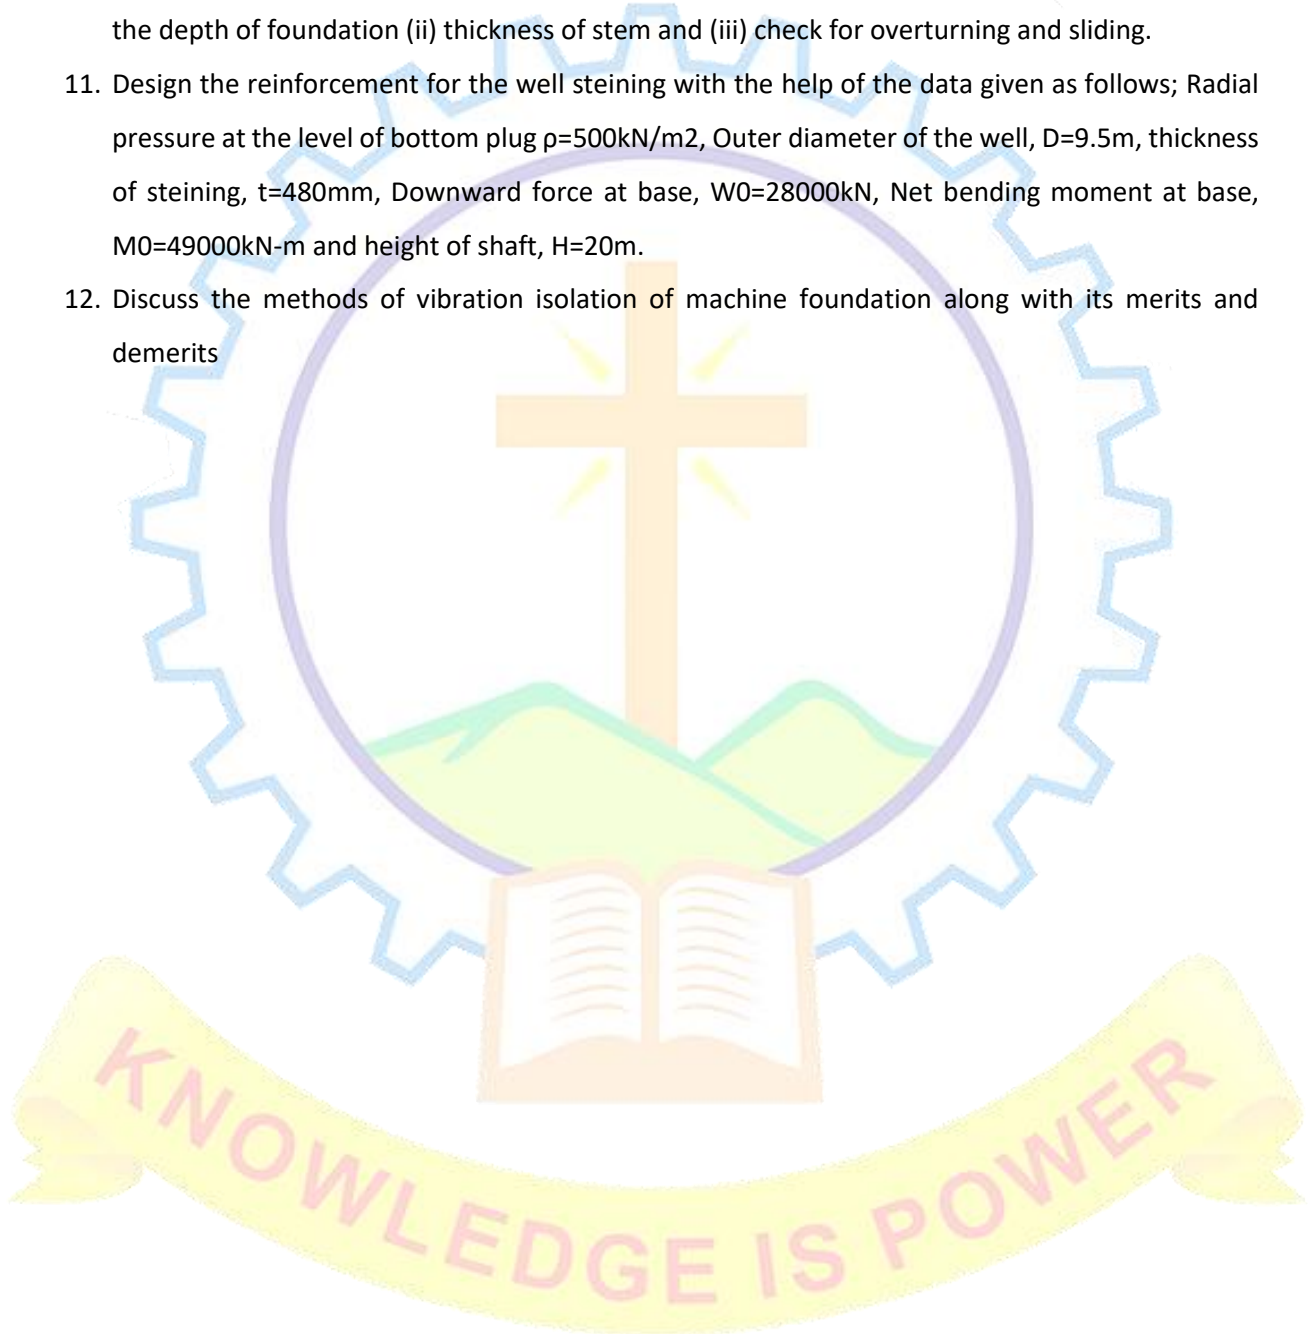 the depth of foundation (ii) thickness of stem and (iii) check for overturning and sliding.
11. Design the reinforcement for the well steining with the help of the data given as follows; Radial
pressure at the level of bottom plug ρ=500kN/m2, Outer diameter of the well, D=9.5m, thickness
of steining, t=480mm, Downward force at base, W0=28000kN, Net bending moment at base,
M0=49000kN-m and height of shaft, H=20m.
12. Discuss the methods of vibration isolation of machine foundation along with its merits and
demerits
KNOWLEDGE IS POWER